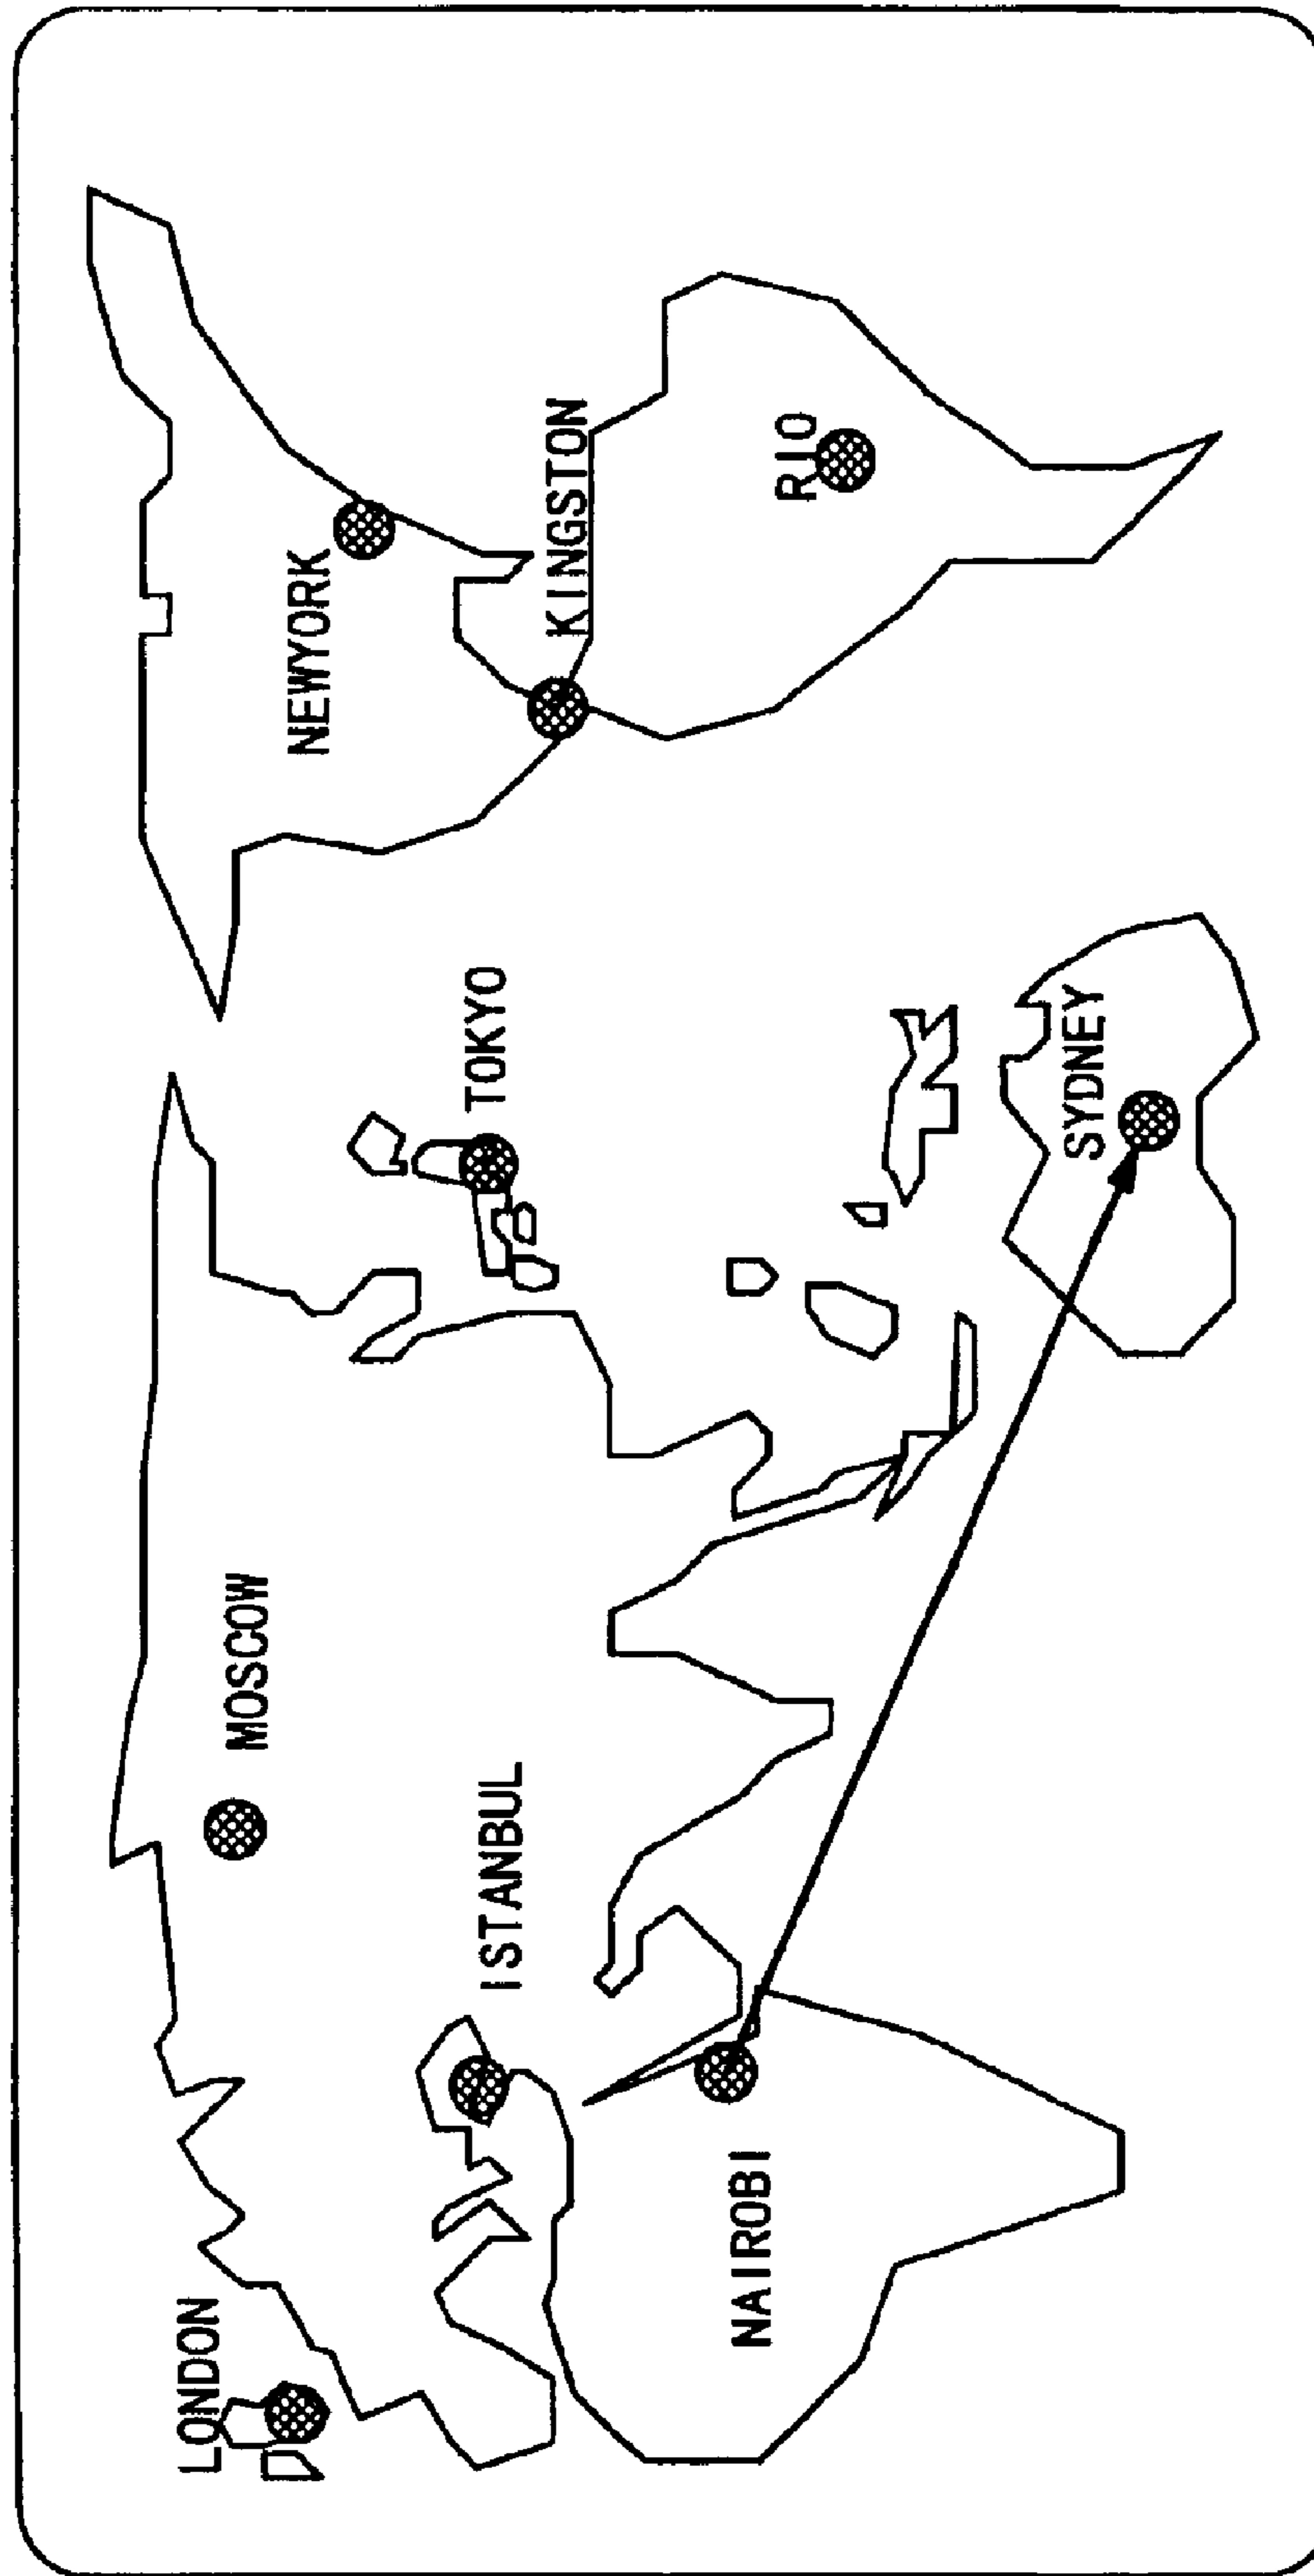 LONDON
MOSCOW
NEWYORK
ISTANBUL
TOKYO
KINGSTON
NAIROBI
RIO
SYDNEY